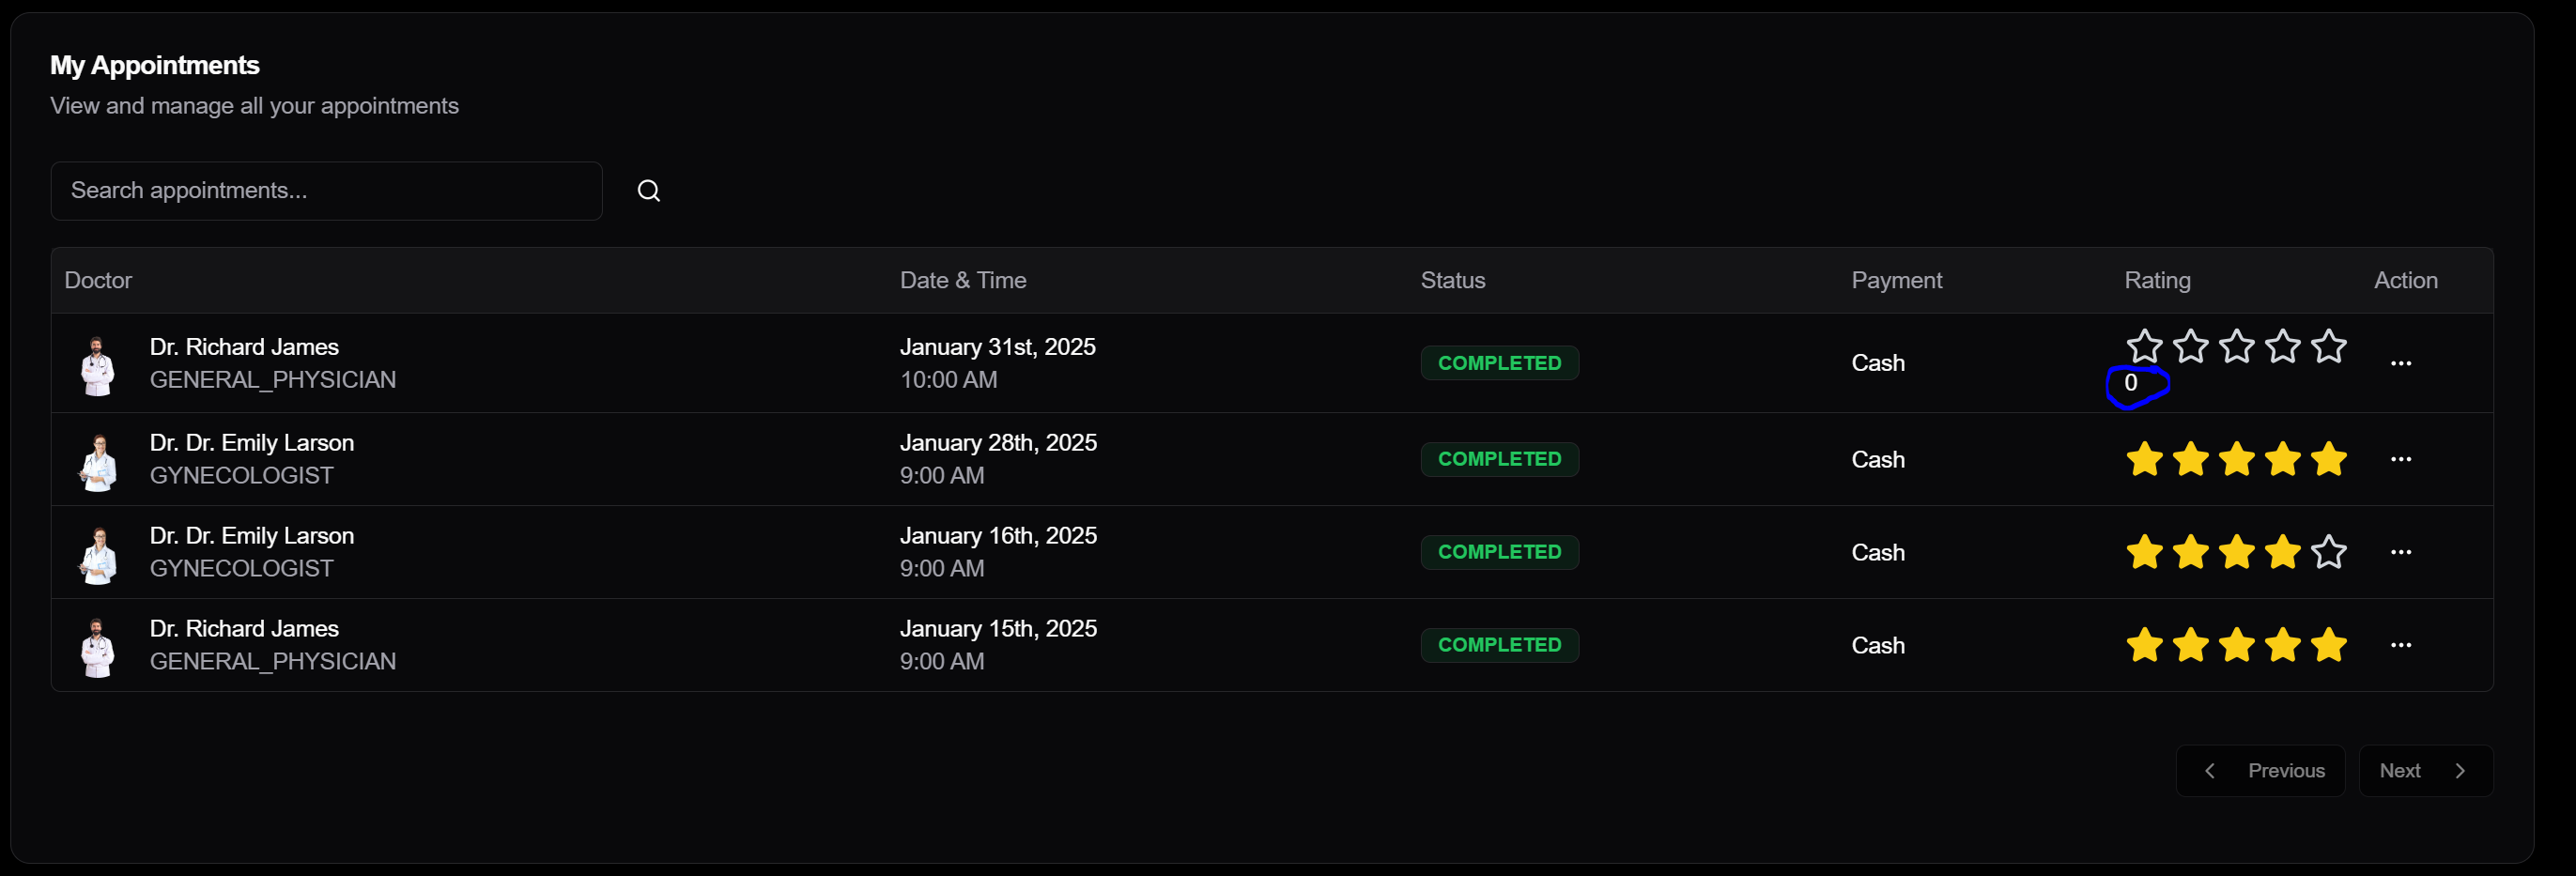 My Appointments
View and manage all your appointments
Search appointments...
Doctor Date & Time Status Payment Rating Action
Dr. Richard James January 31st, 2025 COMPLETED Cash
GENERAL_PHYSICIAN 10:00 AM 0
Dr. Dr. Emily Larson January 28th, 2025 COMPLETED Cash
GYNECOLOGIST 9:00 AM
Dr. Dr. Emily Larson January 16th, 2025 COMPLETED Cash
GYNECOLOGIST 9:00 AM
Dr. Richard James January 15th, 2025 COMPLETED Cash
GENERAL_PHYSICIAN 9:00 AM
Previous Next